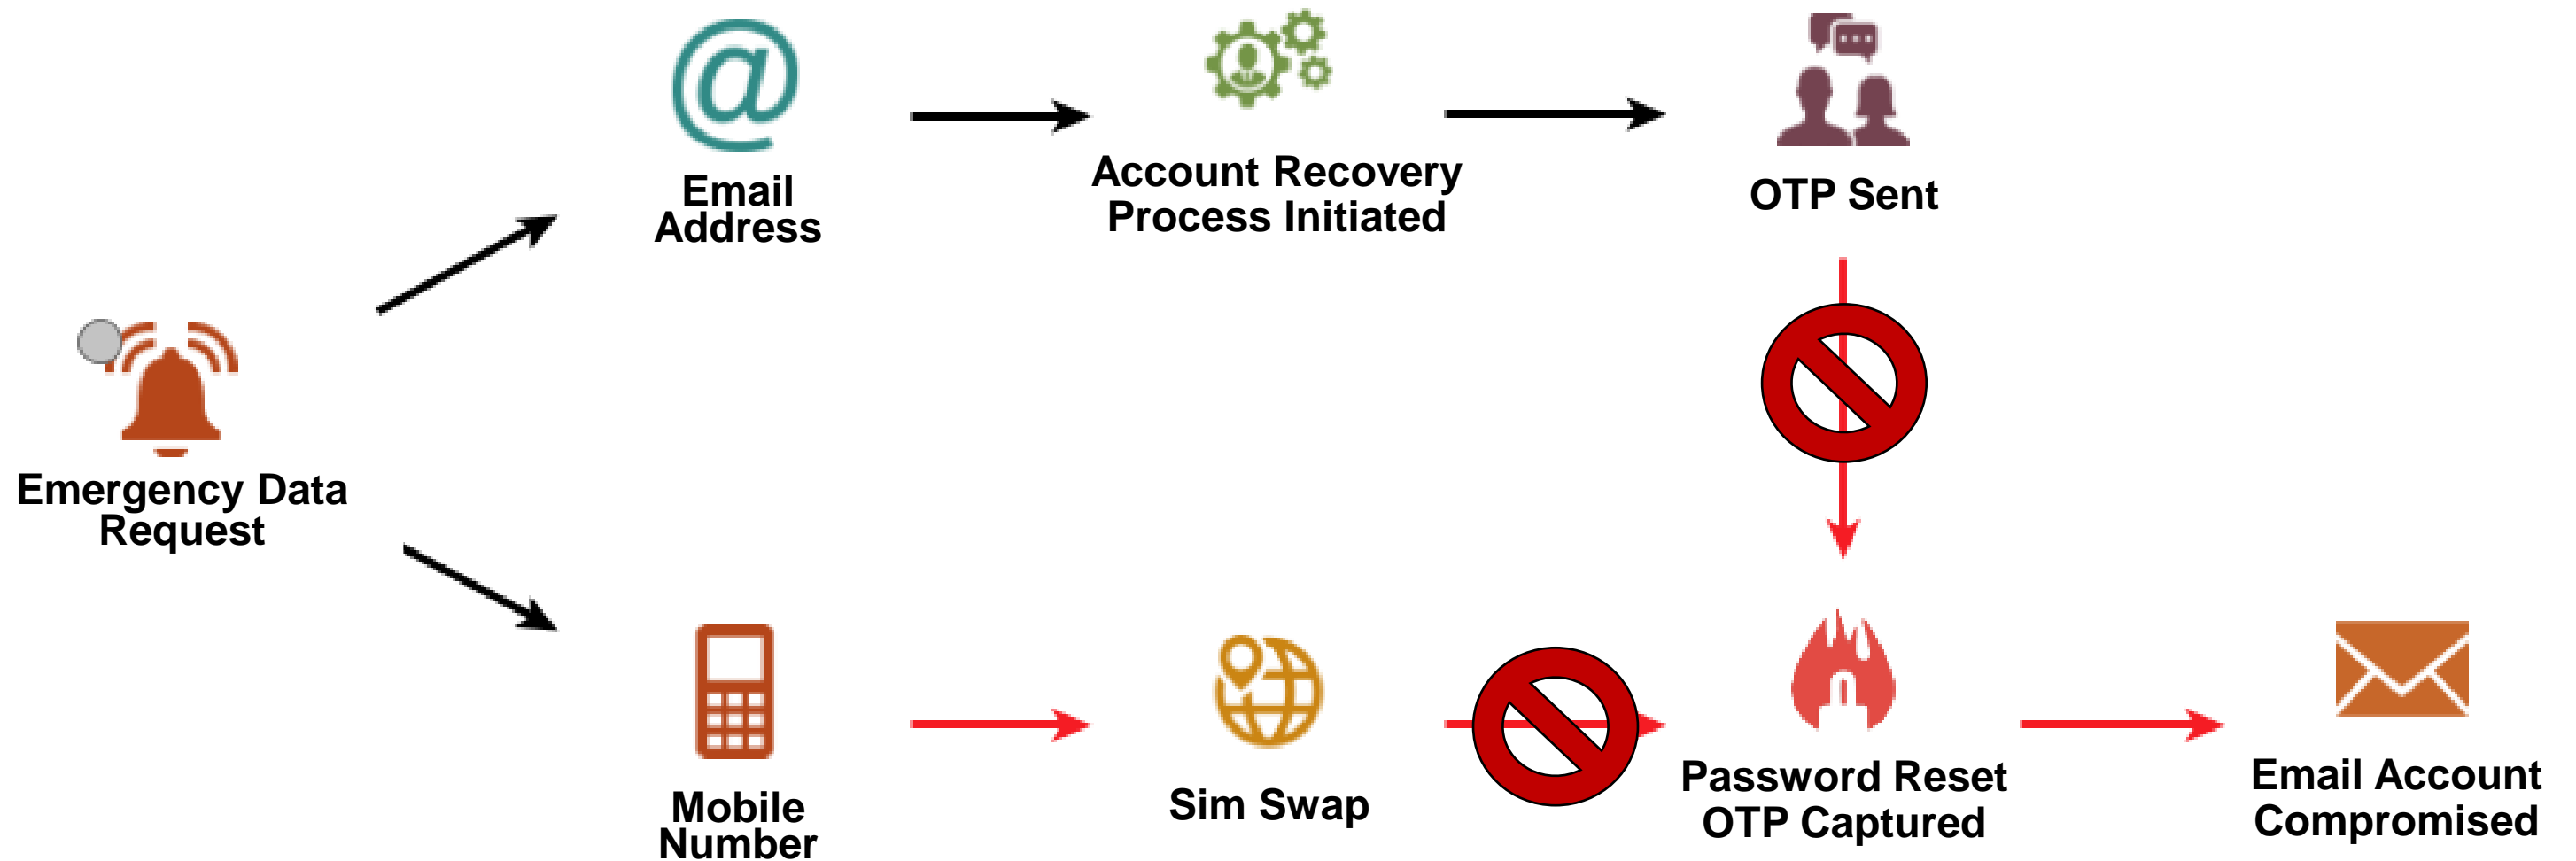 Email
Address
Account Recovery
Process Initiated
OTP Sent
Emergency Data
Request
Mobile
Number
Sim Swap
Password Reset
OTP Captured
Email Account
Compromised